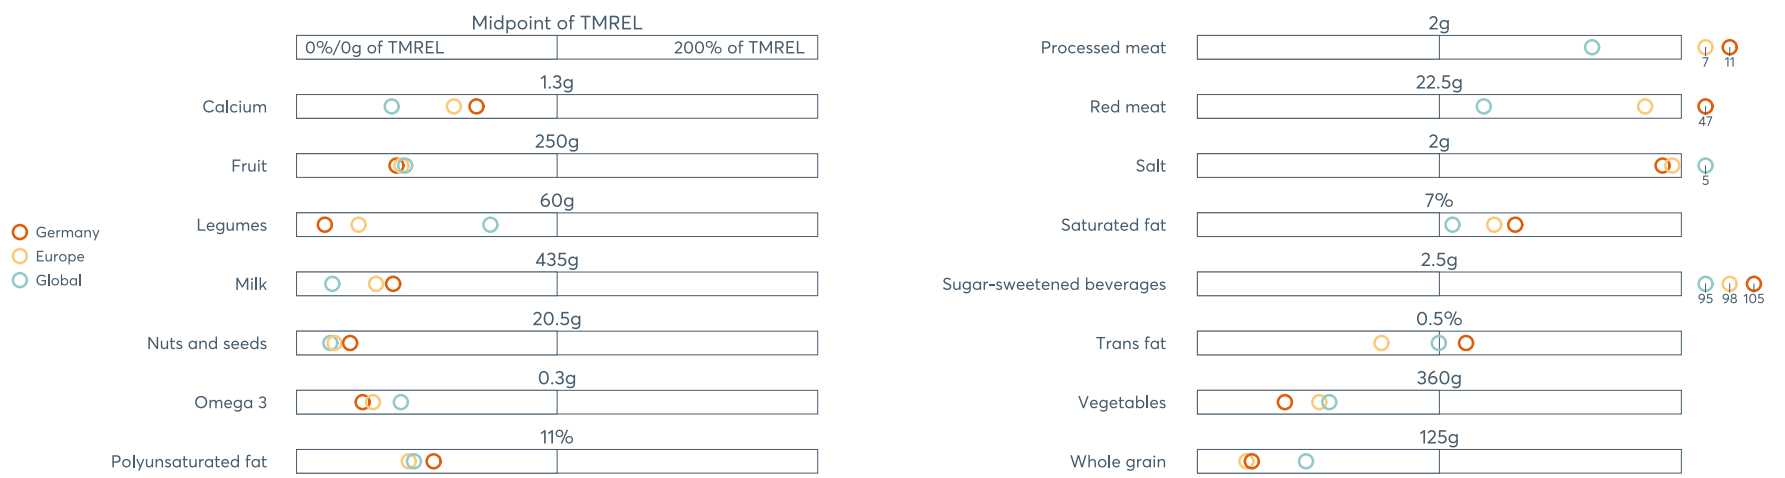 Midpoint of TMREL
0%/0g of TMREL 200% of TMREL
Calcium
1.3g
Fruit
250g
Legumes
60g
Milk
435g
Nuts and seeds
20.5g
Omega 3
0.3g
Polyunsaturated fat
11%
Germany
Europe
Global
Processed meat
2g
7 11
Red meat
22.5g
47
Salt
2g
5
Saturated fat
7%
Sugar-sweetened beverages
2.5g
95 98 105
Trans fat
0.5%
Vegetables
360g
Whole grain
125g